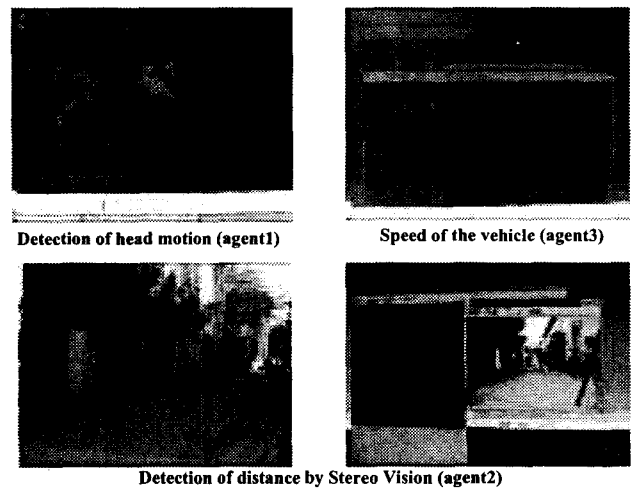 Detection of head motion (agent1)
Speed of the vehicle (agent3)
Detection of distance by Stereo Vision (agent2)